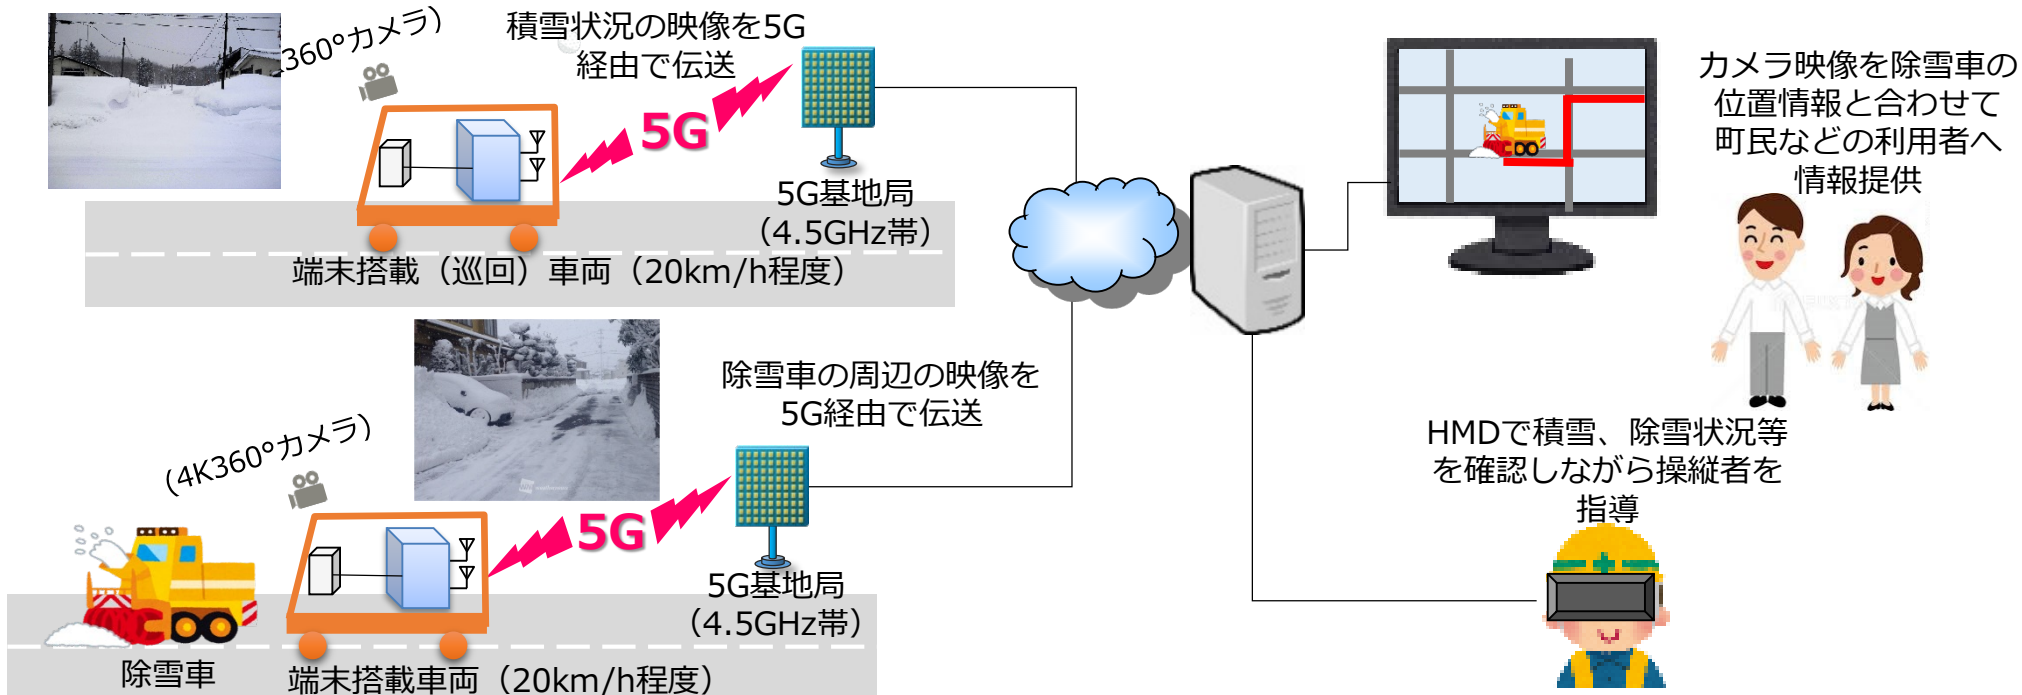 360°カメラ）
積雪状況の映像を5G
経由で伝送
5G
5G基地局
（4.5GHz帯）
端末搭載（巡回）車両（20km/h程度）
カメラ映像を除雪車の
位置情報と合わせて
町民などの利用者へ
情報提供
除雪車の周辺の映像を
5G経由で伝送
（4K360°カメラ）
5G
5G基地局
（4.5GHz帯）
除雪車
端末搭載車両（20km/h程度）
HMDで積雪、除雪状況等
を確認しながら操縦者を
指導